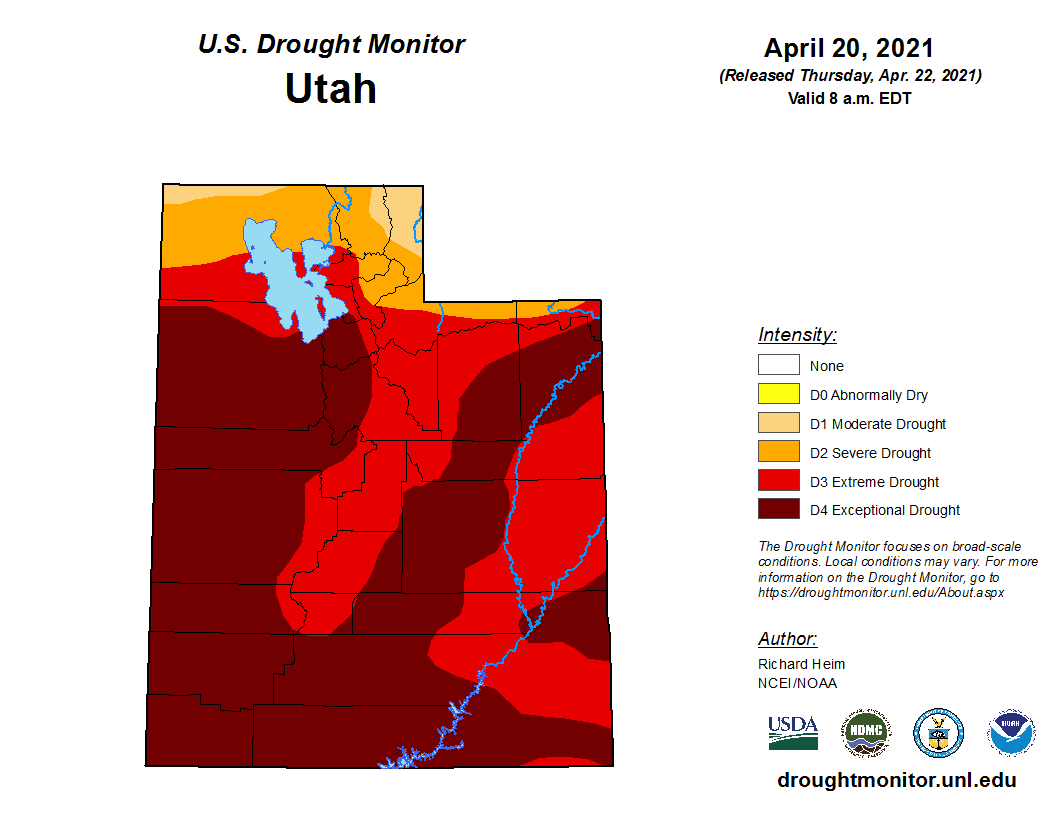 U.S. Drought Monitor
Utah
April 20, 2021
(Released Thursday, Apr. 22, 2021)
Valid 8 a.m. EDT
Intensity:
None
D0 Abnormally Dry
D1 Moderate Drought
D2 Severe Drought
D3 Extreme Drought
D4 Exceptional Drought
The Drought Monitor focuses on broad-scale
conditions. Local conditions may vary. For more
information on the Drought Monitor, go to
https://droughtmonitor.unl.edu/About.aspx
Author:
Richard Heim
NCEI/NOAA
USDA
NDMC
NOAA
droughtmonitor.unl.edu